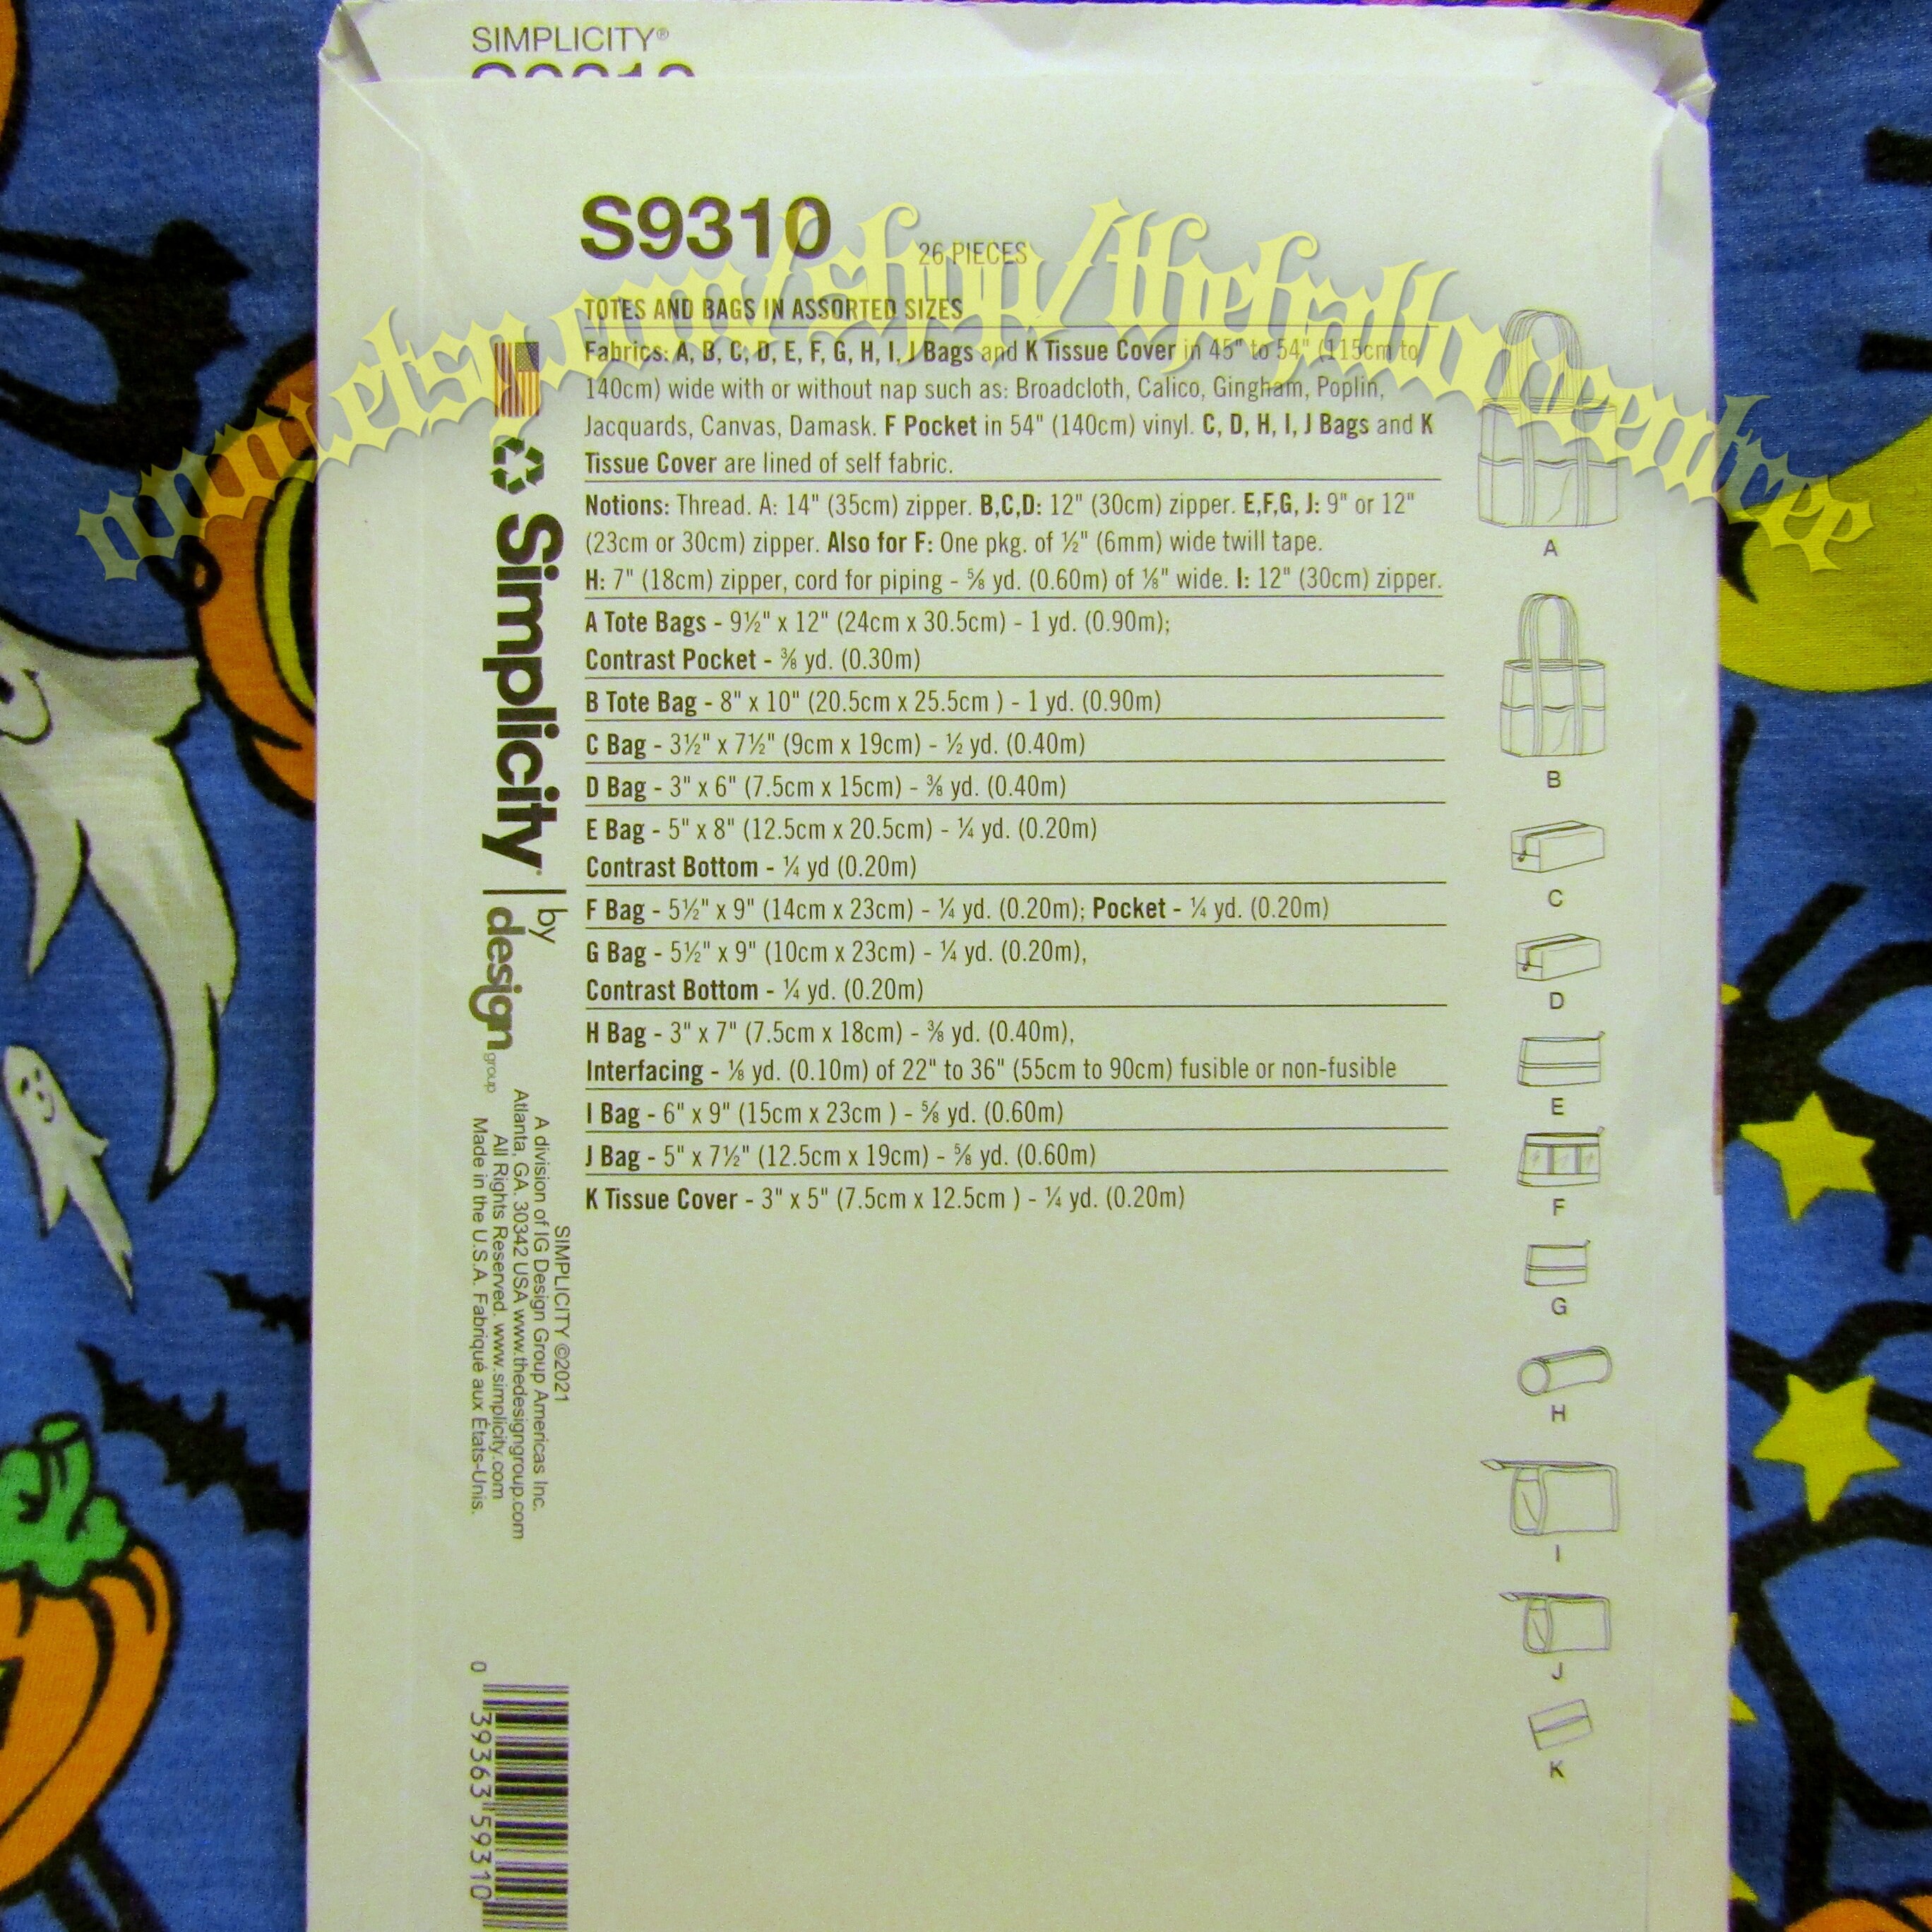 SIMPLICITY®
S9310
26 PIECES
www.etsy.com/shop/thehalloweentree
TOTES AND BAGS IN ASSORTED SIZES
Fabrics: A, B, C, D, E, F, G, H, I, J Bags and K Tissue Cover in 45" to 54" (115cm to
140cm) wide with or without nap such as: Broadcloth, Calico, Gingham, Poplin,
Jacquards, Canvas, Damask. F Pocket in 54" (140cm) vinyl. C, D, H, I, J Bags and K
Tissue Cover are lined of self fabric.
Notions: Thread. A: 14" (35cm) zipper. B,C,D: 12" (30cm) zipper. E,F,G, J: 9" or 12"
(23cm or 30cm) zipper. Also for F: One pkg. of ½" (6mm) wide twill tape.
H: 7" (18cm) zipper, cord for piping - ⅝ yd. (0.60m) of ⅛" wide. I: 12" (30cm) zipper.
A Tote Bags - 9½" x 12" (24cm x 30.5cm) - 1 yd. (0.90m);
Contrast Pocket - ⅜ yd. (0.30m)
B Tote Bag - 8" x 10" (20.5cm x 25.5cm ) - 1 yd. (0.90m)
C Bag - 3½" x 7½" (9cm x 19cm) - ½ yd. (0.40m)
D Bag - 3" x 6" (7.5cm x 15cm) - ⅜ yd. (0.40m)
E Bag - 5" x 8" (12.5cm x 20.5cm) - ¼ yd. (0.20m)
Contrast Bottom - ¼ yd (0.20m)
F Bag - 5½" x 9" (14cm x 23cm) - ¼ yd. (0.20m); Pocket - ¼ yd. (0.20m)
G Bag - 5½" x 9" (10cm x 23cm) - ¼ yd. (0.20m),
Contrast Bottom - ¼ yd. (0.20m)
H Bag - 3" x 7" (7.5cm x 18cm) - ⅜ yd. (0.40m),
Interfacing - ⅛ yd. (0.10m) of 22" to 36" (55cm to 90cm) fusible or non-fusible
I Bag - 6" x 9" (15cm x 23cm ) - ⅝ yd. (0.60m)
J Bag - 5" x 7½" (12.5cm x 19cm) - ⅝ yd. (0.60m)
K Tissue Cover - 3" x 5" (7.5cm x 12.5cm ) - ¼ yd. (0.20m)
Simplicity | by
design group
SIMPLICITY ©2021
A division of IG Design Group Americas Inc.
Atlanta, GA. 30342 USA www.thedesigngroup.com
All Rights Reserved. www.simplicity.com
Made in the U.S.A. Fabriqué aux États-Unis.
0 39363 59310
A
B
C
D
E
F
G
H
I
J
K